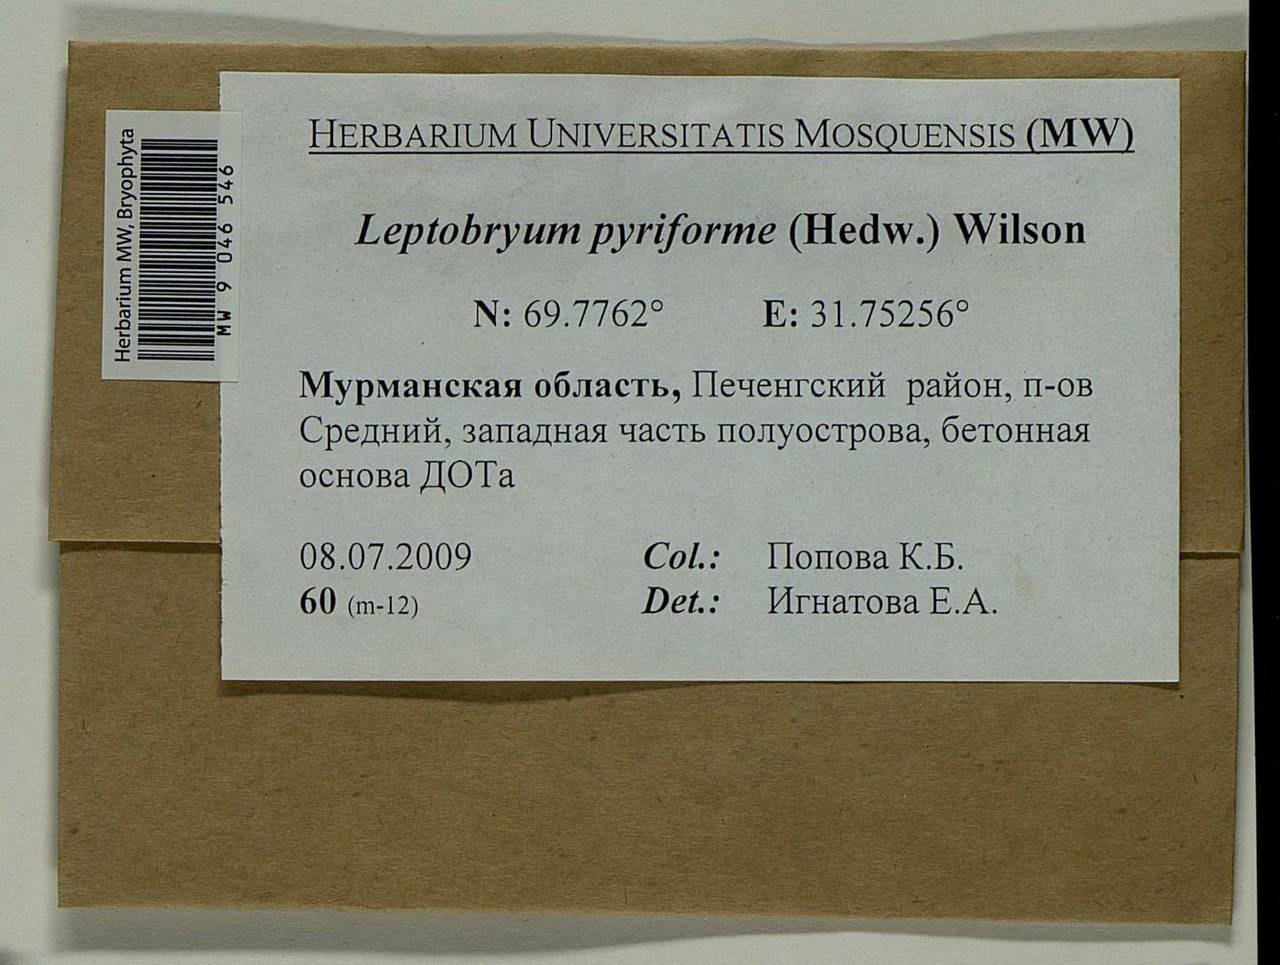 HERBARIUM UNIVERSITATIS MOSQUENSIS (MW)
Leptobryum pyriforme (Hedw.) Wilson
N: 69.7762° E: 31.75256°
Мурманская область, Печенгский район, п-ов
Средний, западная часть полуострова, бетонная
основа ДОТа
08.07.2009 Col.: Попова К.Б.
60 (m-12) Det.: Игнатова Е.А.
Herbarium MW, Bryophyta
MW 9 046 546